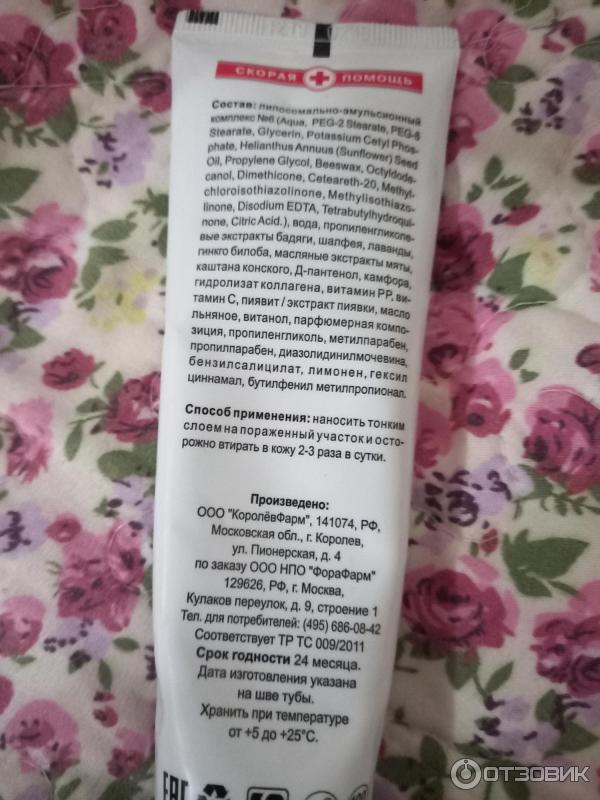 СКОРАЯ ПОМОЩЬ
Состав: липосомально-эмульсионный
комплекс №6 (Aqua, PEG-2 Stearate, PEG-6
Stearate, Glycerin, Potassium Cetyl Phos-
phate, Helianthus Annuus (Sunflower) Seed
Oil, Propylene Glycol, Beeswax, Octyldode-
canol, Dimethicone, Ceteareth-20, Methyl-
chloroisothiazolinone, Methylisothiazo-
linone, Disodium EDTA, Tetrabutylhydroqui-
none, Citric Acid.), вода, пропиленгликоле-
вые экстракты бадяги, шалфея, лаванды,
гинкго билоба, масляные экстракты мяты,
каштана конского, Д-пантенол, камфора,
гидролизат коллагена, витамин РР, ви-
тамин С, пиявит / экстракт пиявки, масло
льняное, витанол, парфюмерная компо-
зиция, пропиленгликоль, метилпарабен,
пропилпарабен, диазолидинилмочевина,
бензилсалицилат, лимонен, гексил
циннамал, бутилфенил метилпропионал.
Способ применения: наносить тонким
слоем на пораженный участок и осто-
рожно втирать в кожу 2-3 раза в сутки.
Произведено:
ООО "КоролёвФарм", 141074, РФ,
Московская обл., г. Королев,
ул. Пионерская, д. 4
по заказу ООО НПО "ФораФарм"
129626, РФ, г. Москва,
Кулаков переулок, д. 9, строение 1
Тел. для потребителей: (495) 686-08-42
Соответствует ТР ТС 009/2011
Срок годности 24 месяца.
Дата изготовления указана
на шве тубы.
Хранить при температуре
от +5 до +25°С.
EAC
ОТЗОВИК